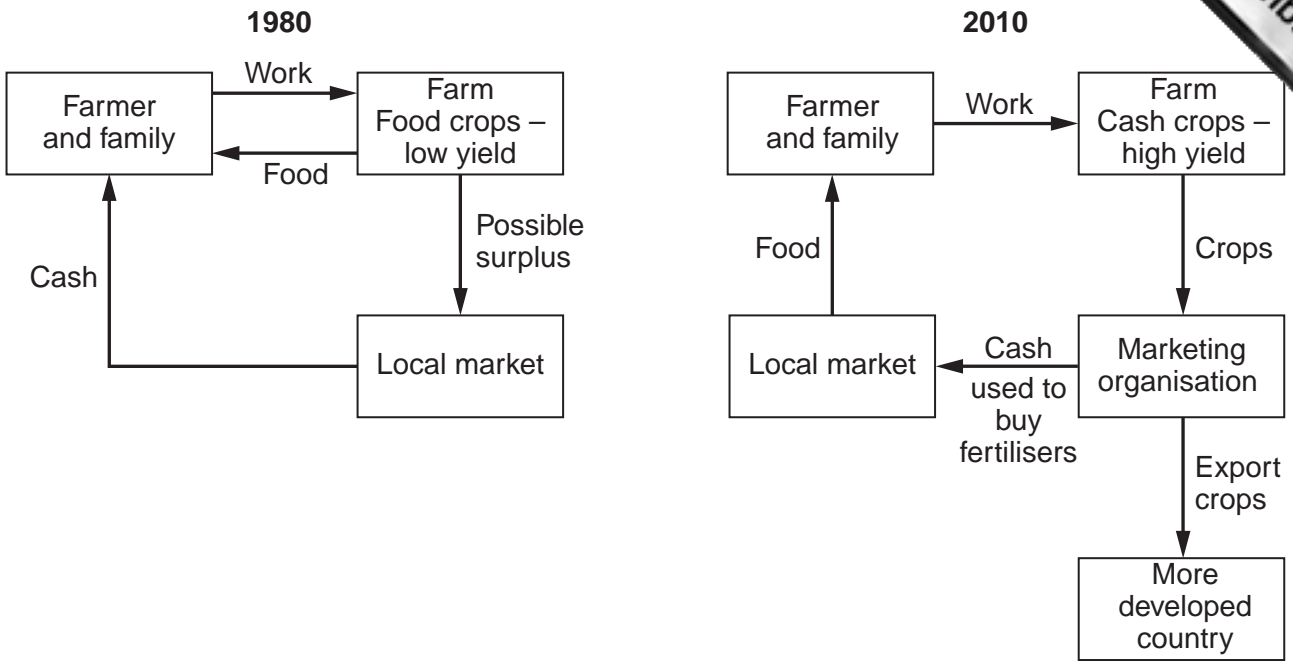 1980
Work
Farmer
and family
Farm
Food crops –
low yield
Food
Possible
surplus
Cash
Local market
2010
Farmer
and family
Work
Farm
Cash crops –
high yield
Food
Crops
Local market
Cash
used to
buy
fertilisers
Marketing
organisation
Export
crops
More
developed
country